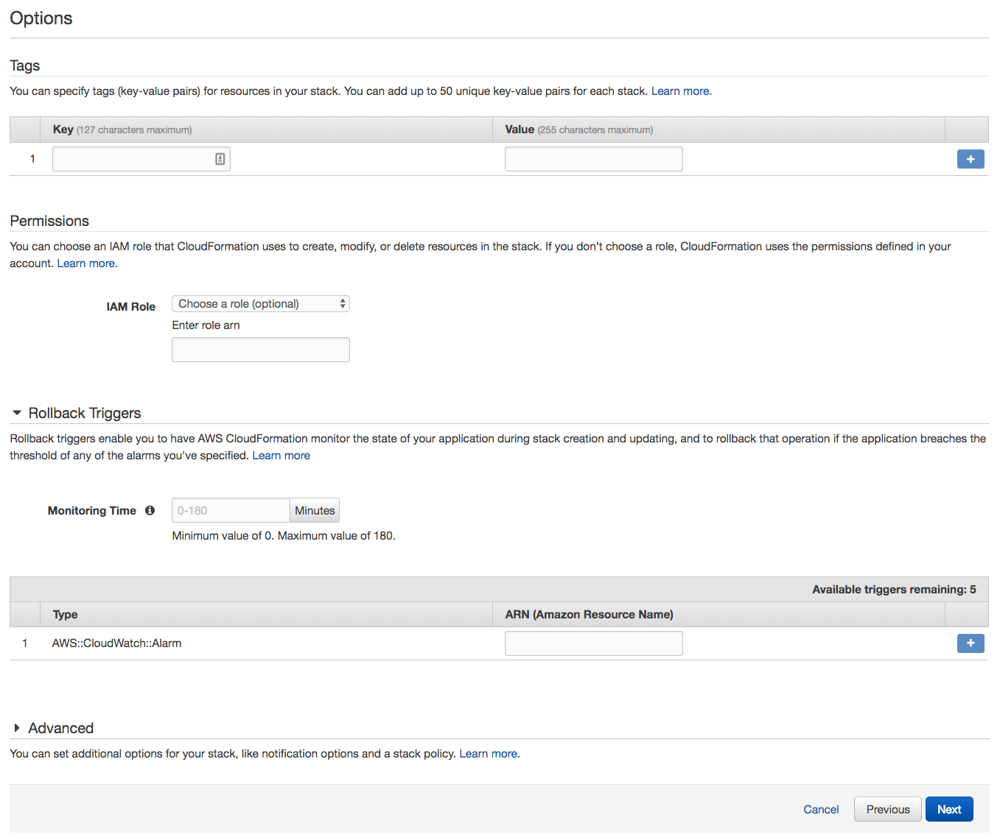 Options
Tags
You can specify tags (key-value pairs) for resources in your stack. You can add up to 50 unique key-value pairs for each stack. Learn more.
Key (127 characters maximum) Value (255 characters maximum)
1 +
Permissions
You can choose an IAM role that CloudFormation uses to create, modify, or delete resources in the stack. If you don’t choose a role, CloudFormation uses the permissions defined in your
account. Learn more.
IAM Role Choose a role (optional)
Enter role arn
Rollback Triggers
Rollback triggers enable you to have AWS CloudFormation monitor the state of your application during stack creation and updating, and to rollback that operation if the application breaches the
threshold of any of the alarms you've specified. Learn more
Monitoring Time 0-180 Minutes
Minimum value of 0. Maximum value of 180.
Available triggers remaining: 5
Type ARN (Amazon Resource Name)
1 AWS::CloudWatch::Alarm +
Advanced
You can set additional options for your stack, like notification options and a stack policy. Learn more.
Cancel Previous Next